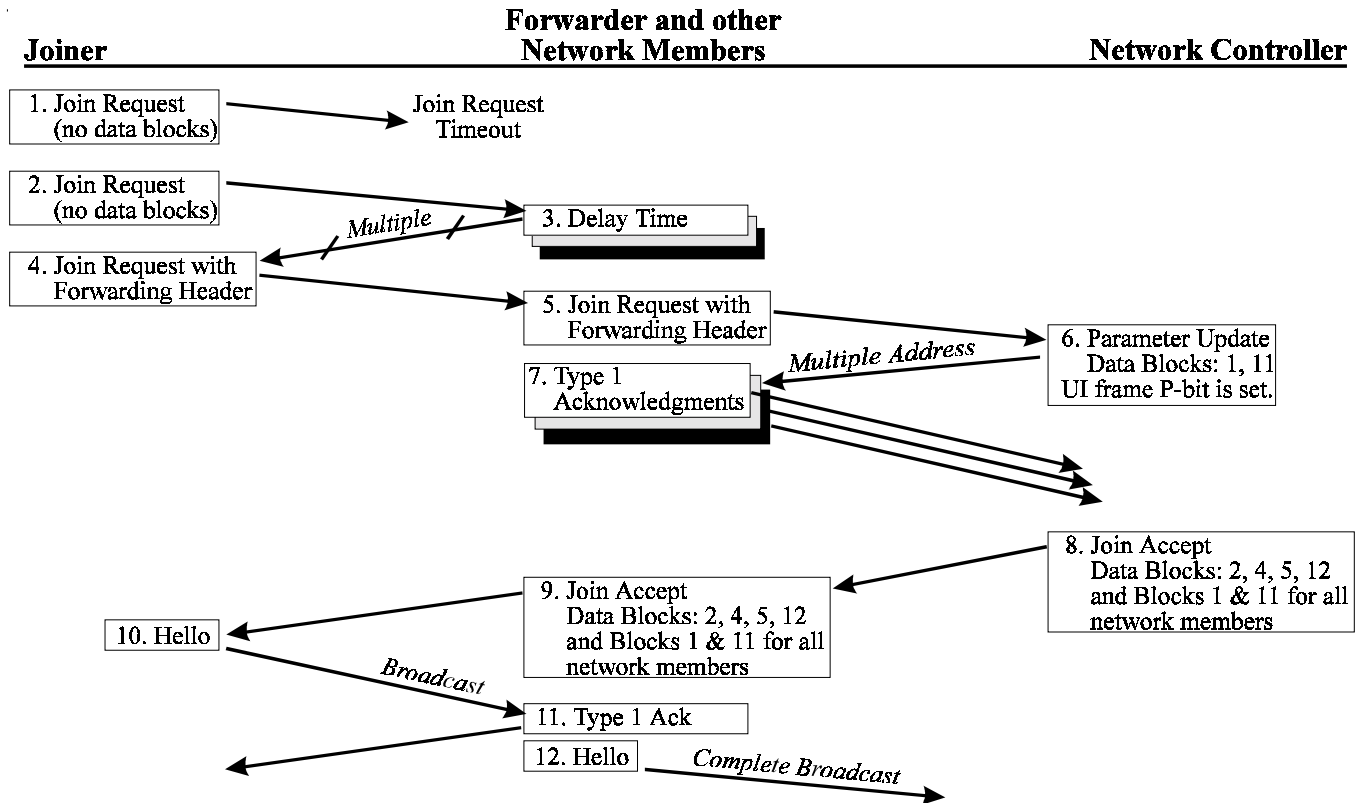 Forwarder and other
Joiner
Network Members
Network Controller
1. Join Request
(no data blocks)
Join Request
Timeout
2. Join Request
(no data blocks)
Multiple
3. Delay Time
4. Join Request with
Forwarding Header
5. Join Request with
Forwarding Header
6. Parameter Update
Data Blocks: 1, 11
UI frame P-bit is set.
Multiple Address
7. Type 1
Acknowledgments
8. Join Accept
Data Blocks: 2, 4, 5, 12
and Blocks 1 & 11 for all
network members
9. Join Accept
Data Blocks: 2, 4, 5, 12
and Blocks 1 & 11 for all
network members
10. Hello
Broadcast
11. Type 1 Ack
12. Hello
Complete Broadcast